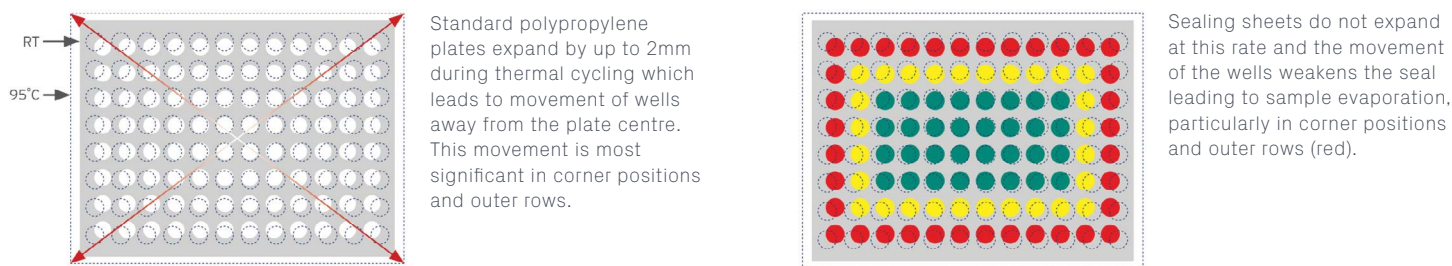 RT
95°C
Standard polypropylene
plates expand by up to 2mm
during thermal cycling which
leads to movement of wells
away from the plate centre.
This movement is most
significant in corner positions
and outer rows.
Sealing sheets do not expand
at this rate and the movement
of the wells weakens the seal
leading to sample evaporation,
particularly in corner positions
and outer rows (red).